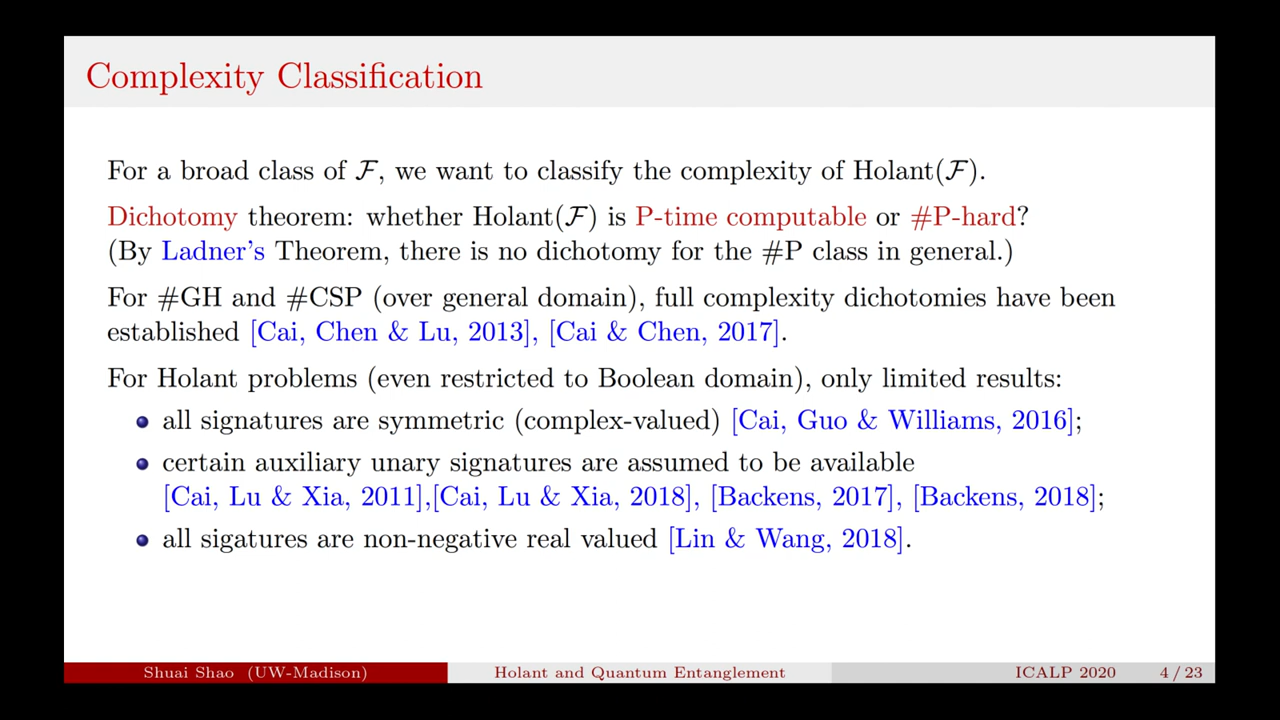 Complexity Classification
For a broad class of ℱ, we want to classify the complexity of Holant(ℱ).
Dichotomy theorem: whether Holant(ℱ) is P-time computable or #P-hard?
(By Ladner's Theorem, there is no dichotomy for the #P class in general.)
For #GH and #CSP (over general domain), full complexity dichotomies have been
established [Cai, Chen & Lu, 2013], [Cai & Chen, 2017].
For Holant problems (even restricted to Boolean domain), only limited results:
all signatures are symmetric (complex-valued) [Cai, Guo & Williams, 2016];
certain auxiliary unary signatures are assumed to be available
[Cai, Lu & Xia, 2011],[Cai, Lu & Xia, 2018], [Backens, 2017], [Backens, 2018];
all sigatures are non-negative real valued [Lin & Wang, 2018].
Shuai Shao (UW-Madison) Holant and Quantum Entanglement ICALP 2020 4 / 23